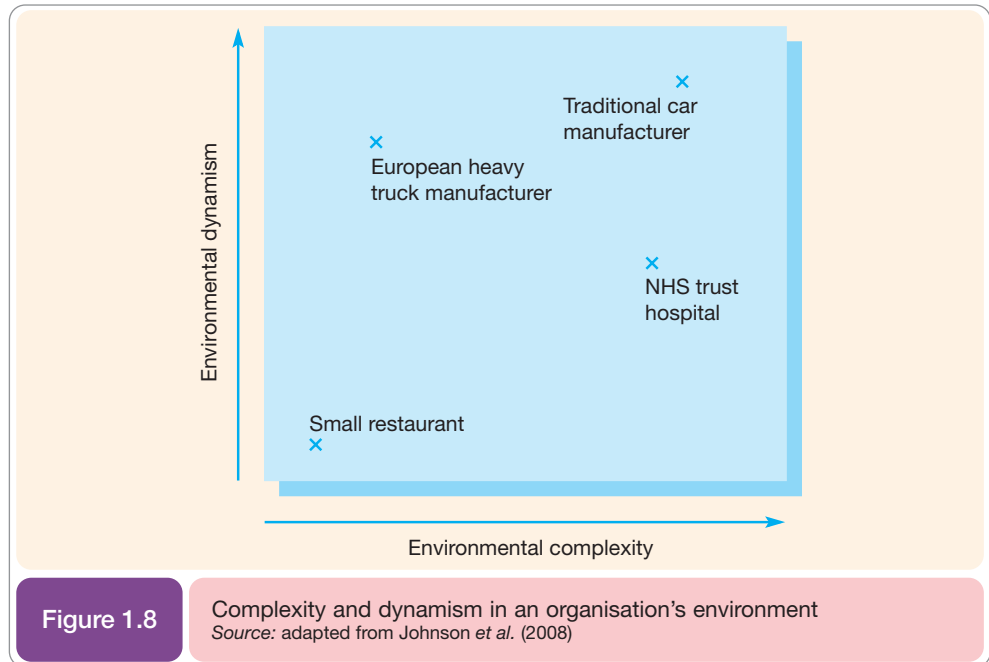 Environmental dynamism
Traditional car
manufacturer
European heavy
truck manufacturer
NHS trust
hospital
Small restaurant
Environmental complexity
Figure 1.8
Complexity and dynamism in an organisation’s environment
Source: adapted from Johnson et al. (2008)